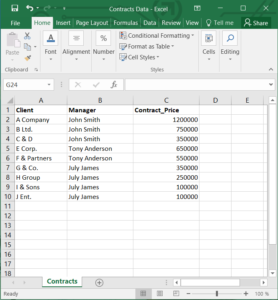 Contracts Data - Excel
File Home Insert Page Layout Formulas Data Review View
Paste Font Alignment Number Conditional Formatting Format as Table Cell Styles Cells Editing
Clipboard Styles
G24 fx
A B C D E
1 Client Manager Contract_Price
2 A Company John Smith 1200000
3 B Ltd. John Smith 750000
4 C & D John Smith 350000
5 E Corp. Tony Anderson 650000
6 F & Partners Tony Anderson 550000
7 G & Co. July James 350000
8 H Group July James 250000
9 I & Sons July James 100000
10 J Ent. July James 100000
11
12
13
14
15
16
17
18
Contracts
Ready 100 %